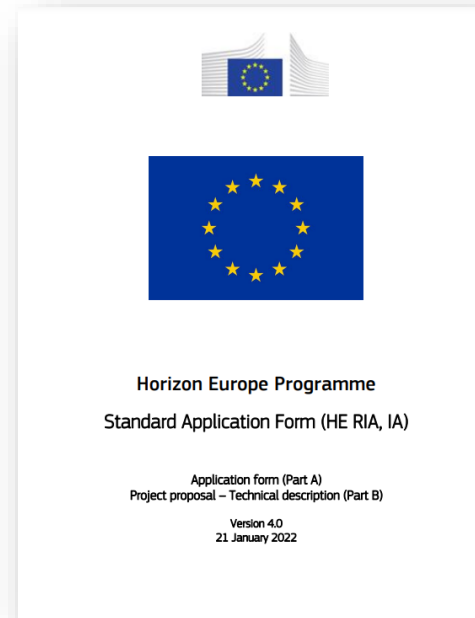 Horizon Europe Programme
Standard Application Form (HE RIA, IA)
Application form (Part A)
Project proposal – Technical description (Part B)
Version 4.0
21 January 2022